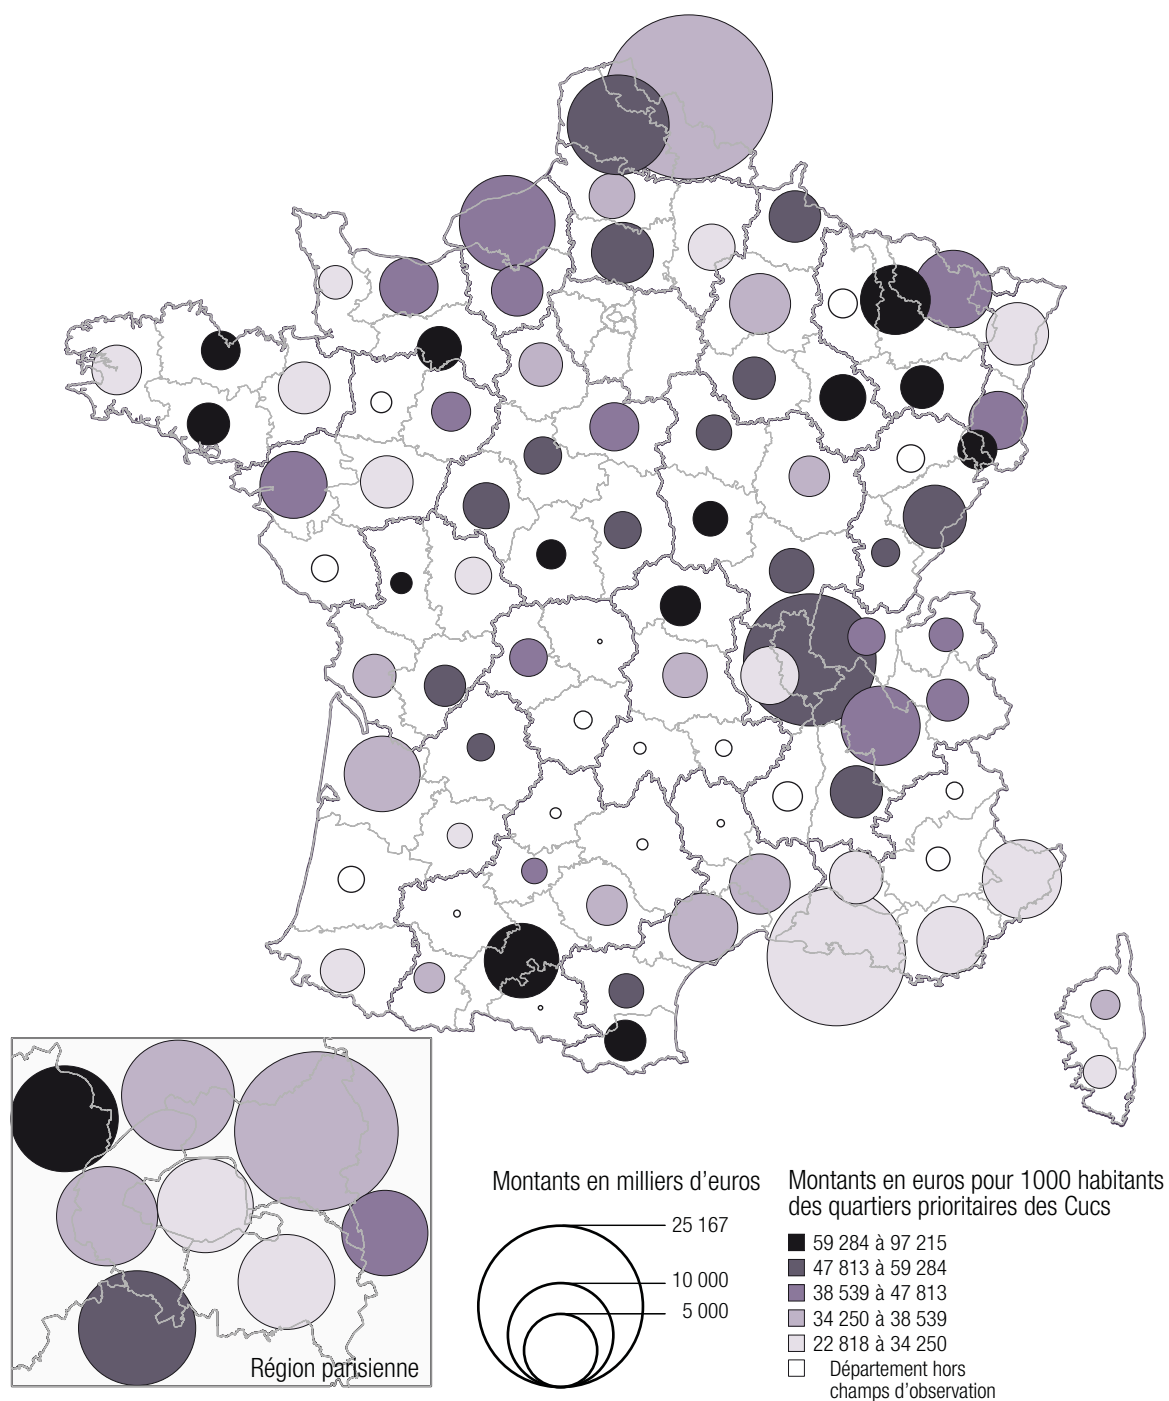 Région parisienne
Montants en milliers d’euros
25 167
10 000
5 000
Montants en euros pour 1000 habitants
des quartiers prioritaires des Cucs
59 284 à 97 215
47 813 à 59 284
38 539 à 47 813
34 250 à 38 539
22 818 à 34 250
Département hors
champs d’observation